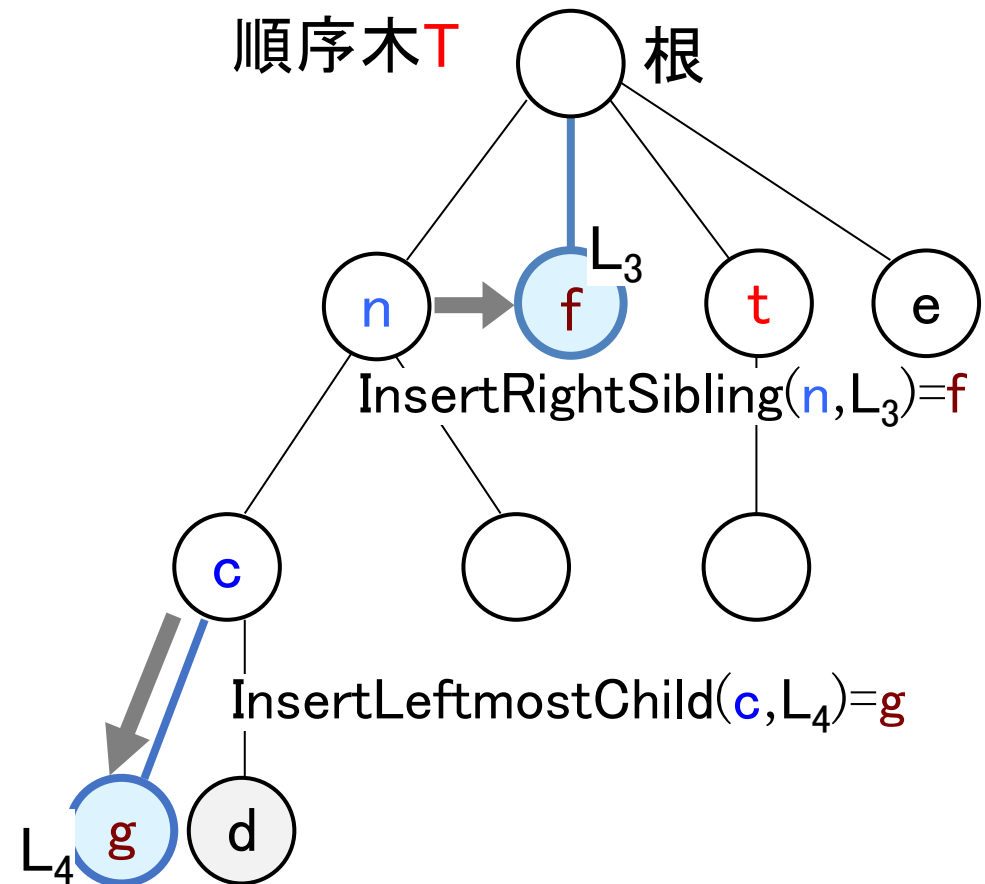 順序木T
根
L₃
n
f
t
e
InsertRightSibling(n,L₃)=f
c
InsertLeftmostChild(c,L₄)=g
L₄
g
d